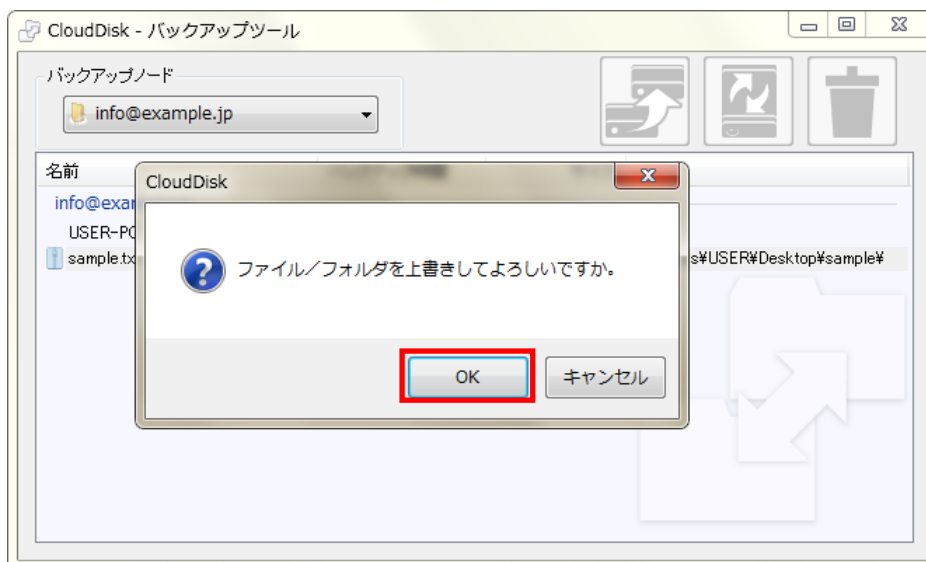 CloudDisk - バックアップツール
バックアップノード
info@example.jp
名前
CloudDisk
info@exam
USER-PC
sample.tx
s¥USER¥Desktop¥sample¥
ファイル／フォルダを上書きしてよろしいですか。
OK
キャンセル